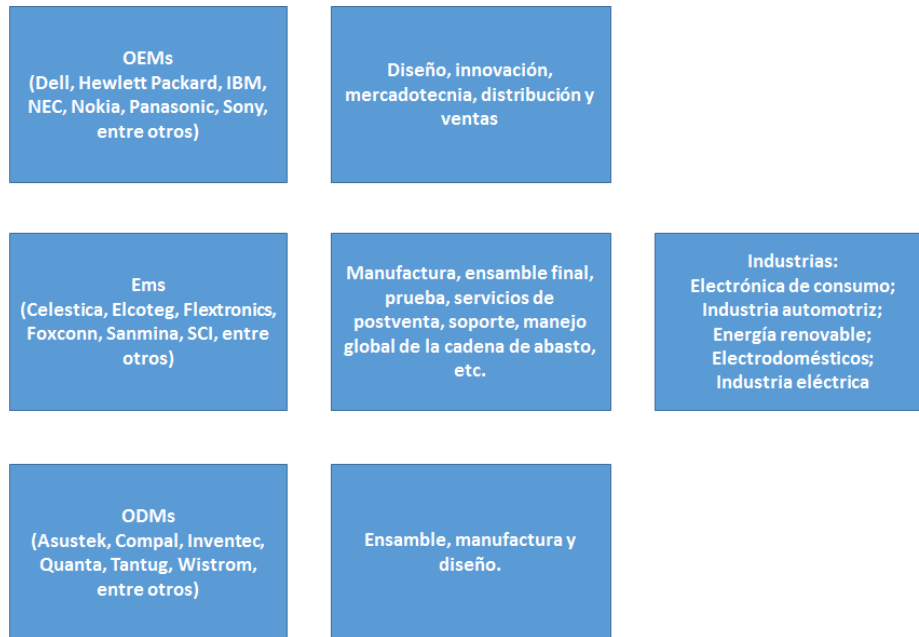 OEMs
(Dell, Hewlett Packard, IBM,
NEC, Nokia, Panasonic, Sony,
entre otros)
Diseño, innovación,
mercadotecnia, distribución y
ventas
Ems
(Celestica, Elcoteg, Flextronics,
Foxconn, Sanmina, SCI, entre
otros)
Manufactura, ensamble final,
prueba, servicios de
postventa, soporte, manejo
global de la cadena de abasto,
etc.
Industrias:
Electrónica de consumo;
Industria automotriz;
Energía renovable;
Electrodomésticos;
Industria eléctrica
ODMs
(Asustek, Compal, Inventec,
Quanta, Tantug, Wistrom,
entre otros)
Ensamble, manufactura y
diseño.